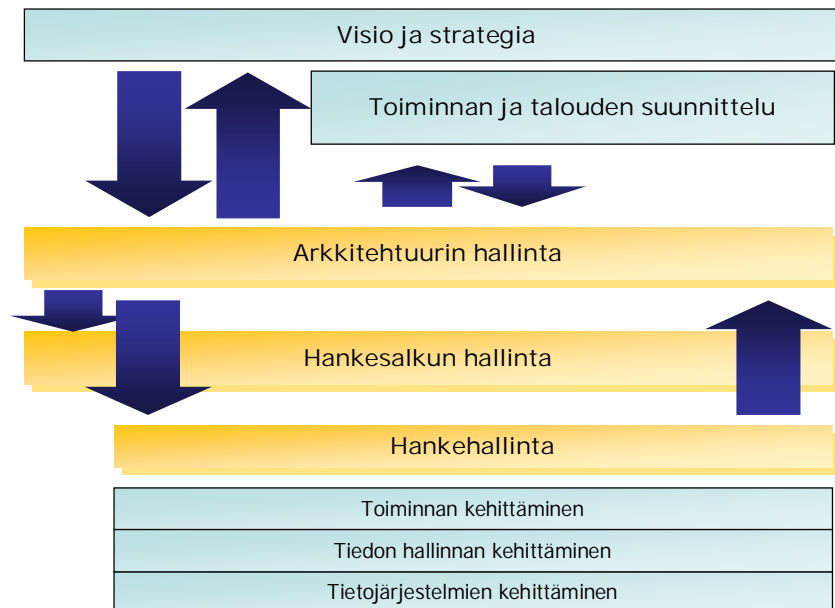 Visio ja strategia
Toiminnan ja talouden suunnittelu
Arkkitehtuurin hallinta
Hankesalkun hallinta
Hankehallinta
Toiminnan kehittäminen
Tiedon hallinnan kehittäminen
Tietojärjestelmien kehittäminen